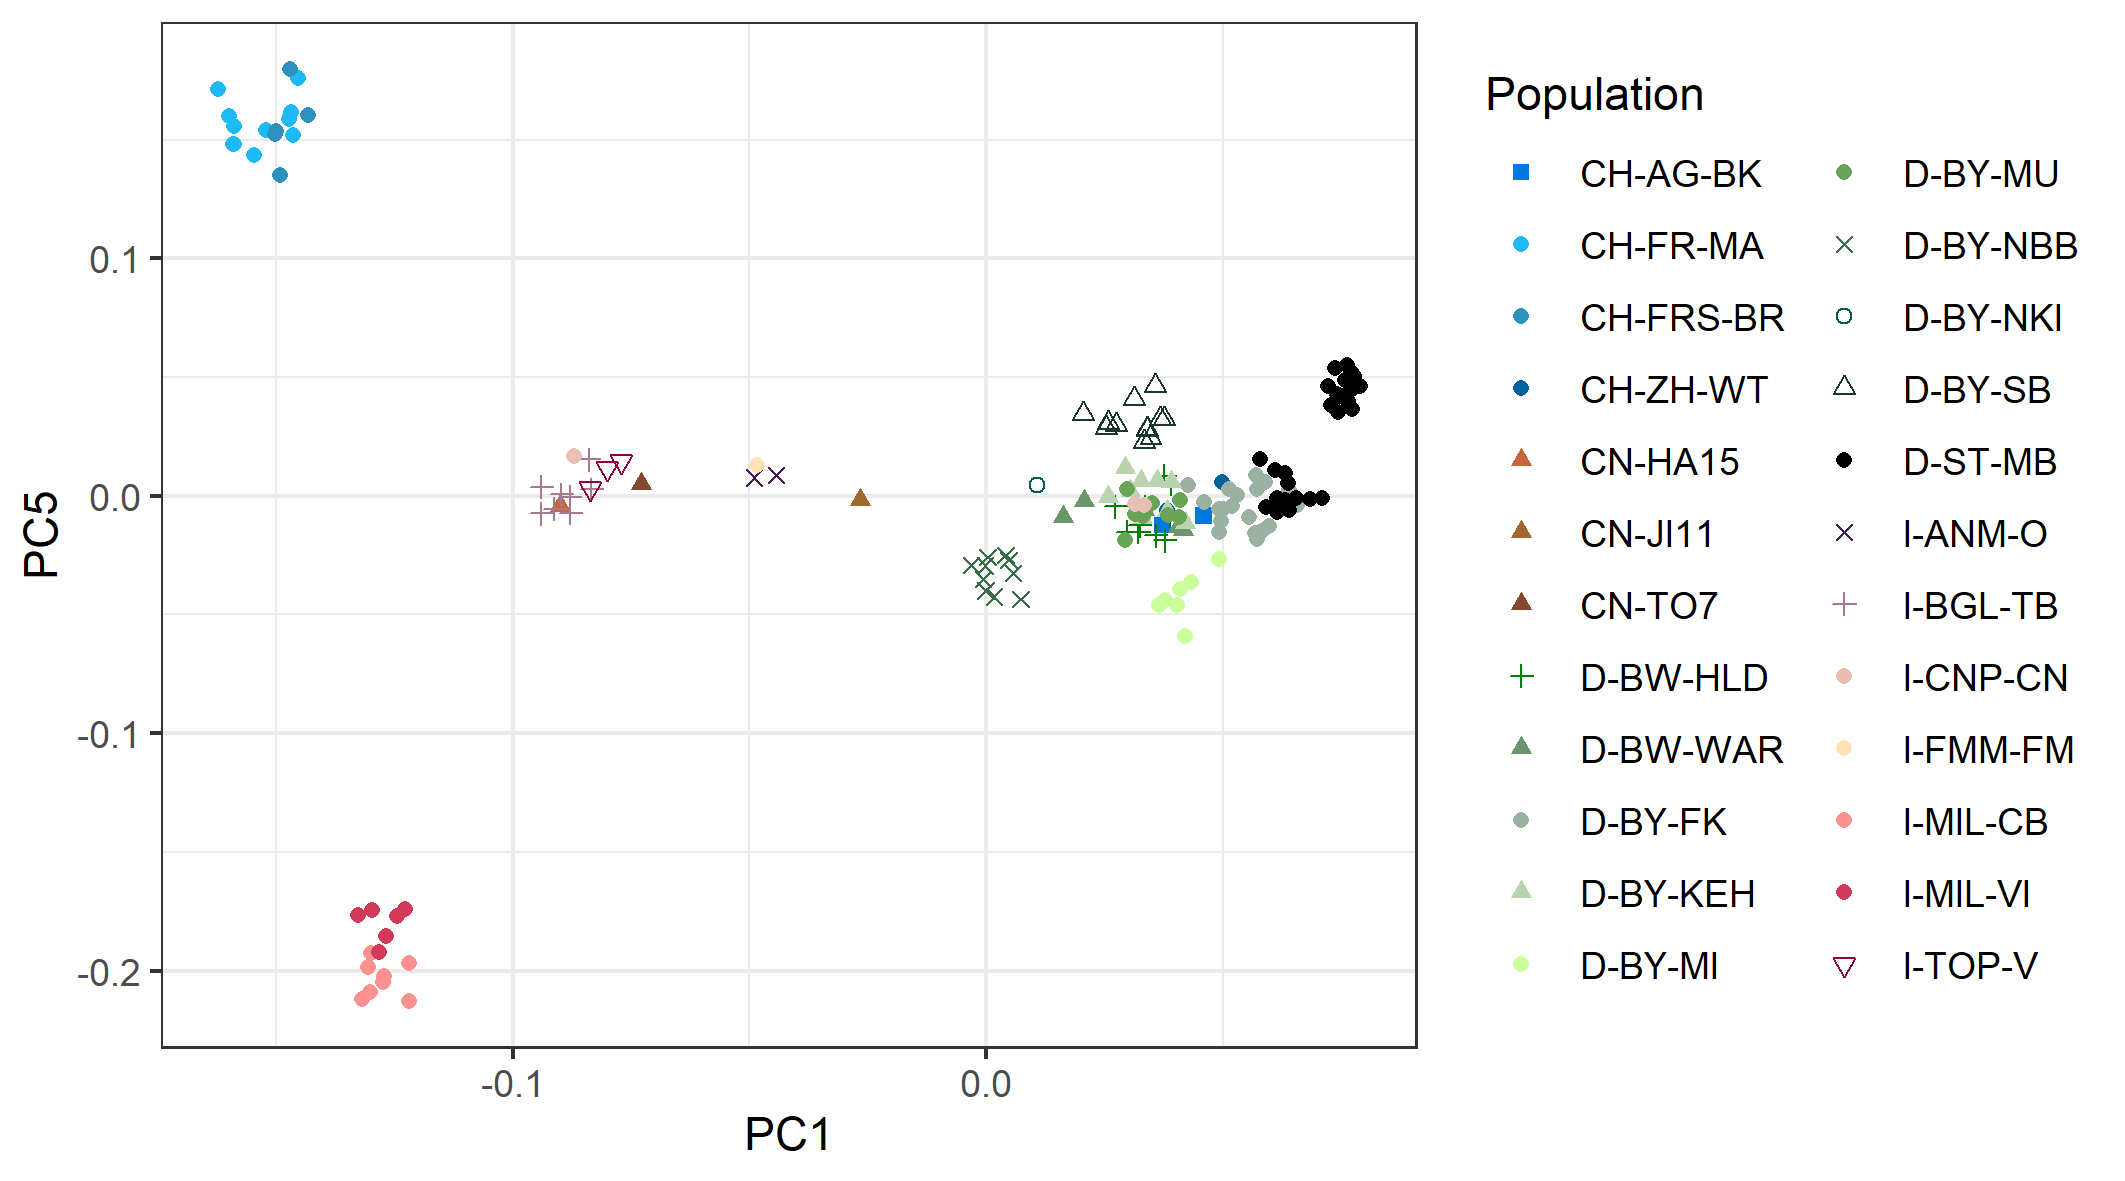 0.1
0.0
-0.1
-0.2
PC5
-0.1
0.0
PC1
Population
CH-AG-BK
CH-FR-MA
CH-FRS-BR
CH-ZH-WT
CN-HA15
CN-JI11
CN-TO7
D-BW-HLD
D-BW-WAR
D-BY-FK
D-BY-KEH
D-BY-MI
D-BY-MU
D-BY-NBB
D-BY-NKI
D-BY-SB
D-ST-MB
I-ANM-O
I-BGL-TB
I-CNP-CN
I-FMM-FM
I-MIL-CB
I-MIL-VI
I-TOP-V